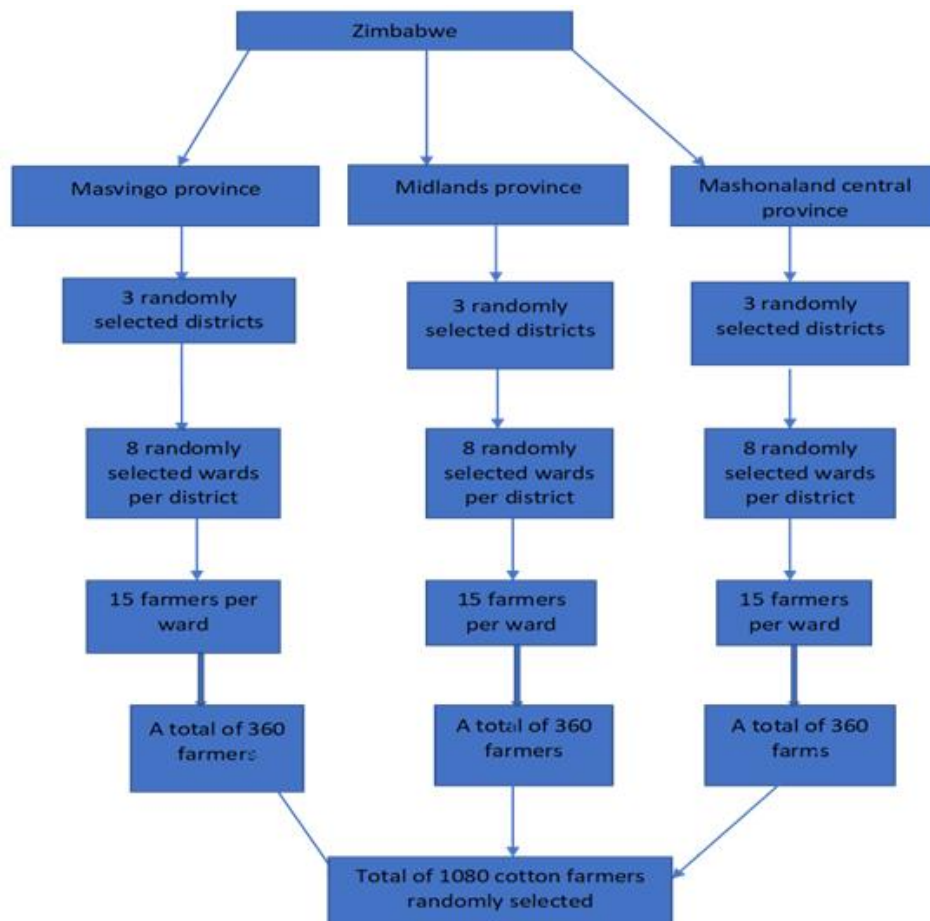 Zimbabwe
Masvingo province
Midlands province
Mashonaland central
province
3 randomly
selected districts
3 randomly
selected districts
3 randomly
selected districts
8 randomly
selected wards
per district
8 randomly
selected wards
per district
8 randomly
selected wards
per district
15 farmers per
ward
15 farmers
per ward
15 farmers
per ward
A total of 360
farmers
A total of 360
farmers
A total of 360
farms
Total of 1080 cotton farmers
randomly selected